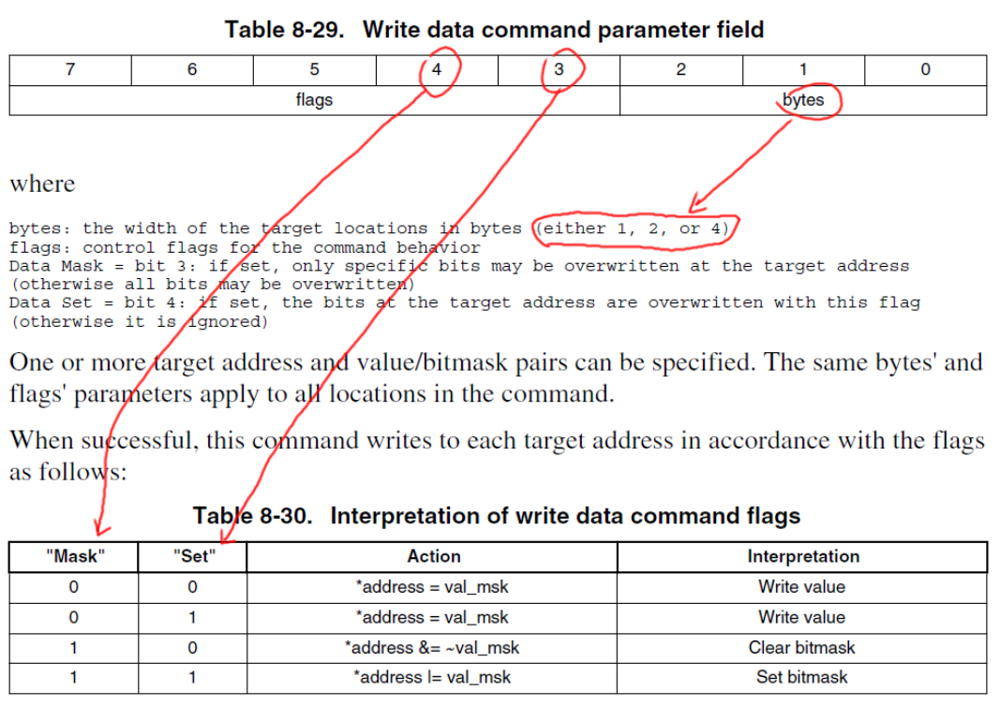 Table 8-29. Write data command parameter field
7 6 5 4 3 2 1 0
flags bytes
where
bytes: the width of the target locations in bytes (either 1, 2, or 4)
flags: control flags for the command behavior
Data Mask = bit 3: if set, only specific bits may be overwritten at the target address
(otherwise all bits may be overwritten)
Data Set = bit 4: if set, the bits at the target address are overwritten with this flag
(otherwise it is ignored)
One or more target address and value/bitmask pairs can be specified. The same bytes' and
flags' parameters apply to all locations in the command.
When successful, this command writes to each target address in accordance with the flags
as follows:
Table 8-30. Interpretation of write data command flags
"Mask" "Set" Action Interpretation
0 0 *address = val_msk Write value
0 1 *address = val_msk Write value
1 0 *address &= ~val_msk Clear bitmask
1 1 *address |= val_msk Set bitmask